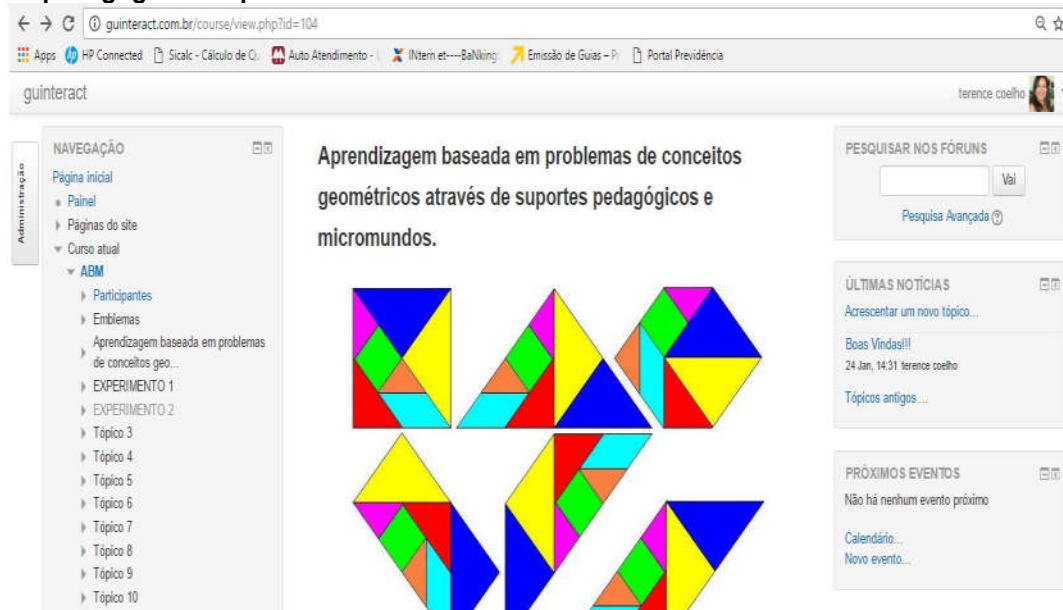 guinteract.com.br/course/view.php?id=104
Apps HP Connected Sicalc - Cálculo de Q Auto Atendimento - INtern et----BaNking Emissão de Guias – P Portal Previdência
guinteract
terence coelho
Administração
NAVEGAÇÃO
Página inicial
Painel
Páginas do site
Curso atual
ABM
Participantes
Emblemas
Aprendizagem baseada em problemas
de conceitos geo...
EXPERIMENTO 1
EXPERIMENTO 2
Tópico 3
Tópico 4
Tópico 5
Tópico 6
Tópico 7
Tópico 8
Tópico 9
Tópico 10
Aprendizagem baseada em problemas de conceitos
geométricos através de suportes pedagógicos e
micromundos.
PESQUISAR NOS FÓRUNS
Vai
Pesquisa Avançada
ÚLTIMAS NOTÍCIAS
Acrescentar um novo tópico...
Boas Vindas!!!
24 Jan, 14:31 terence coelho
Tópicos antigos ...
PRÓXIMOS EVENTOS
Não há nenhum evento próximo
Calendário...
Novo evento...